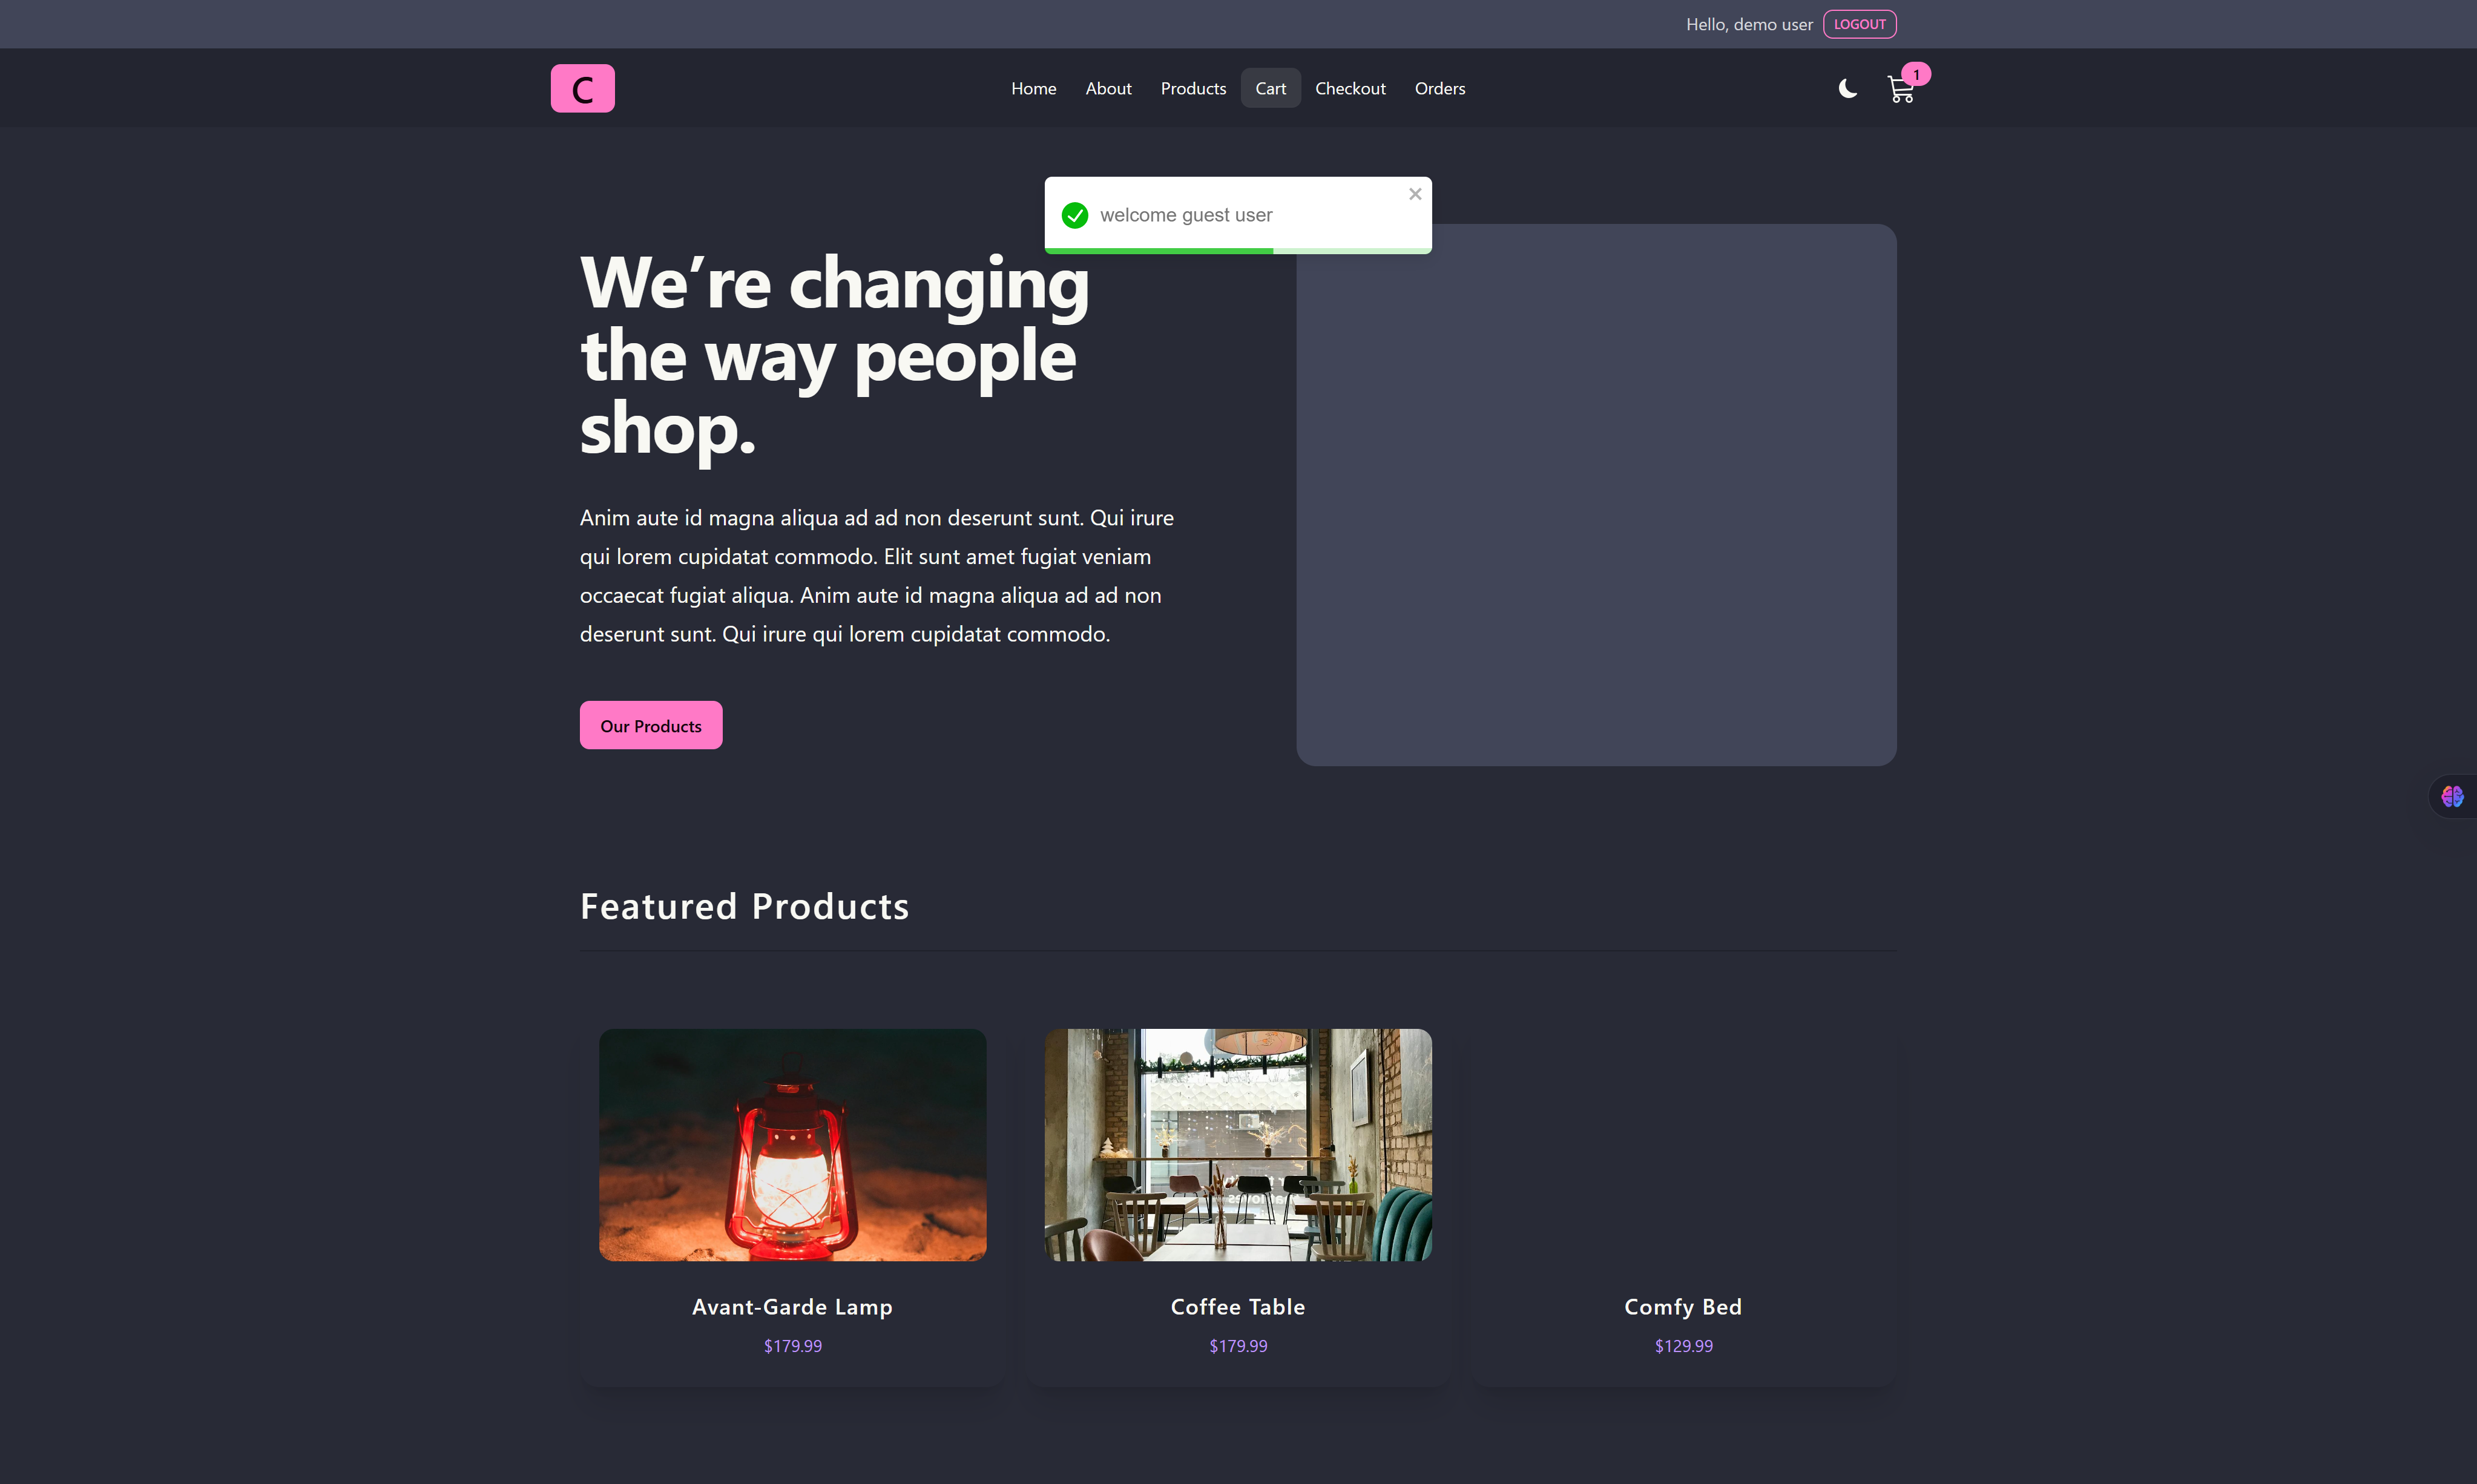 Hello, demo user LOGOUT
C Home About Products Cart Checkout Orders 1
welcome guest user
We’re changing
the way people
shop.
Anim aute id magna aliqua ad ad non deserunt sunt. Qui irure
qui lorem cupidatat commodo. Elit sunt amet fugiat veniam
occaecat fugiat aliqua. Anim aute id magna aliqua ad ad non
deserunt sunt. Qui irure qui lorem cupidatat commodo.
Our Products
Featured Products
Avant-Garde Lamp
$179.99
Coffee Table
$179.99
Comfy Bed
$129.99